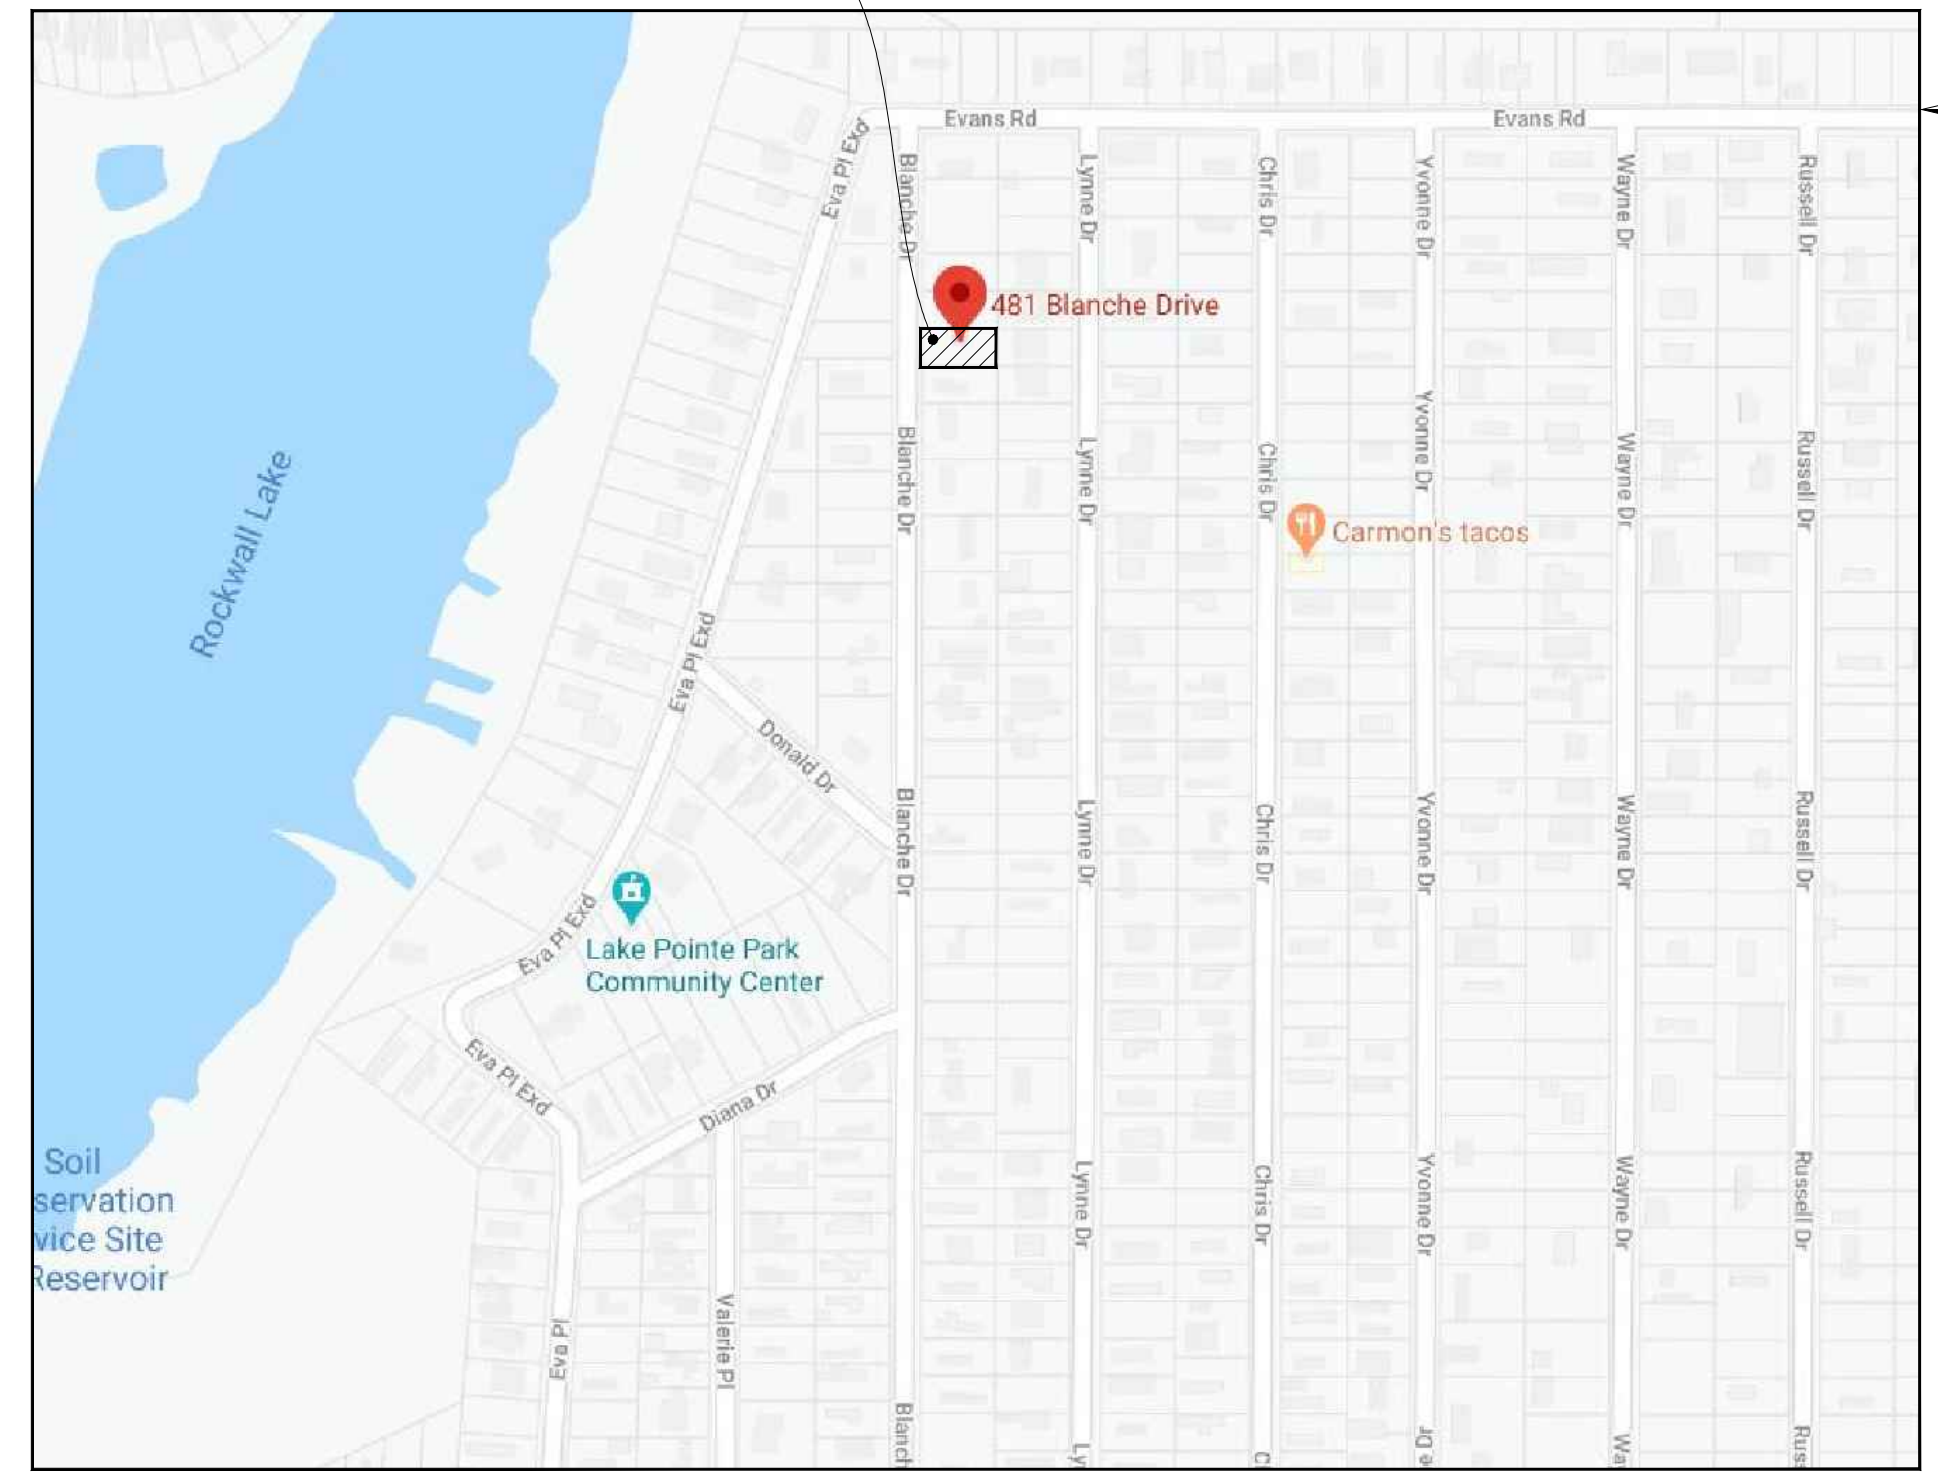 Evans Rd
Evans Rd
Eva Pl Exd
Blanche Dr
Lynne Dr
Chris Dr
Yvonne Dr
Wayne Dr
Russell Dr
481 Blanche Drive
Rockwall Lake
Blanche Dr
Lynne Dr
Chris Dr
Yvonne Dr
Wayne Dr
Russell Dr
Carmon's tacos
Eva Pl Exd
Donald Dr
Blanche Dr
Lynne Dr
Chris Dr
Yvonne Dr
Wayne Dr
Russell Dr
Eva Pl Exd
Lake Pointe Park
Community Center
Eva Pl Exd
Diana Dr
Soil
servation
vice Site
Reservoir
Lynne Dr
Chris Dr
Yvonne Dr
Wayne Dr
Russell Dr
Eva Pl
Valerie Pl
Blanch
Ly
Wa
Russ